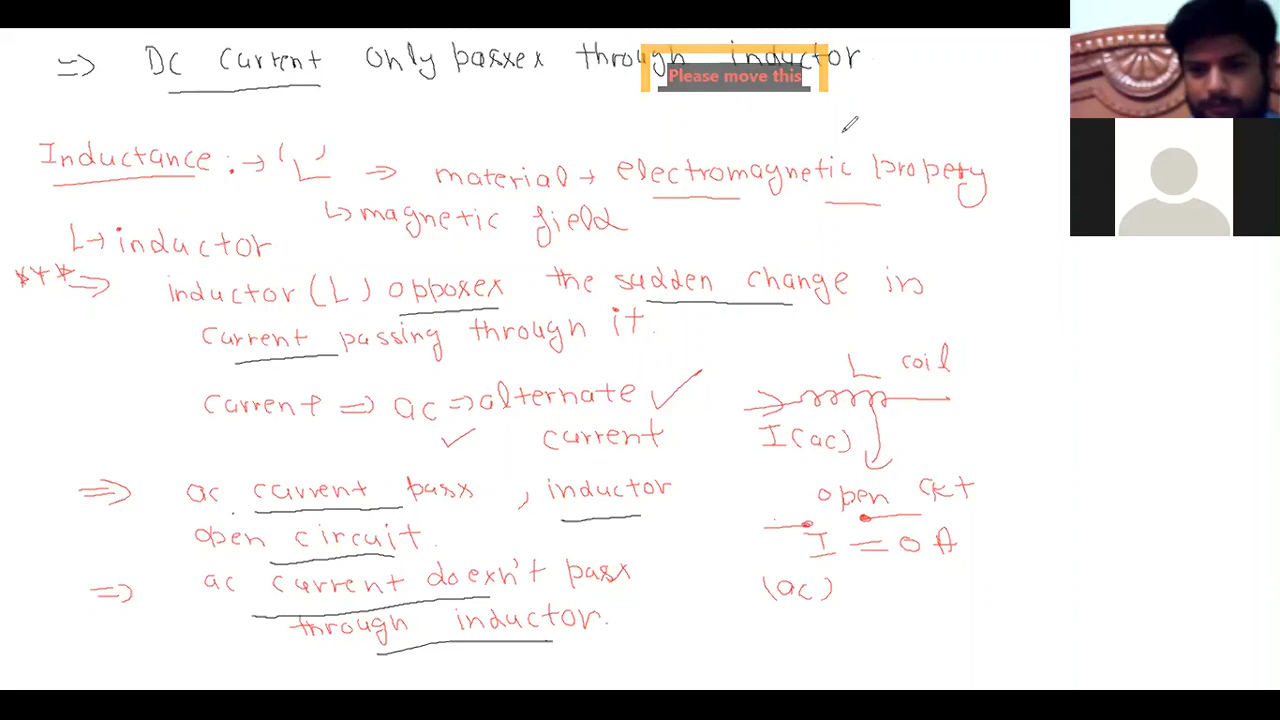 ⇒ DC current only passes through inductor
Please move this
Inductance :→ 'L' ⇒ material → electromagnetic property
↳ magnetic field
L→ inductor
*** ⇒ inductor (L) opposes the sudden change in
current passing through it.
current ⇒ ac ⇒ alternate ✓
✓ current
L coil
I (ac)
⇒ ac current pass , inductor
open circuit.
open ckt
I = 0 A
(ac)
⇒ ac current doesn't pass
through inductor.